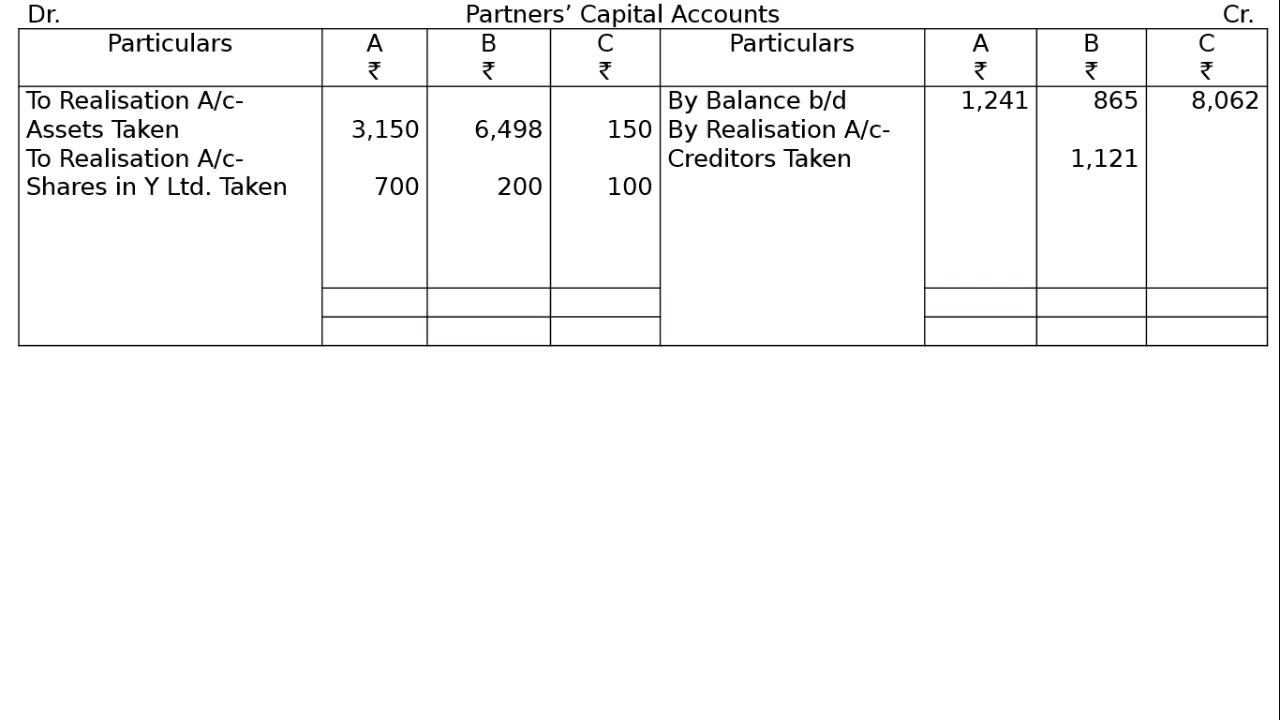 Dr. Partners’ Capital Accounts Cr.
Particulars A B C Particulars A B C
₹ ₹ ₹ ₹ ₹ ₹
To Realisation A/c- By Balance b/d 1,241 865 8,062
Assets Taken 3,150 6,498 150 By Realisation A/c-
To Realisation A/c- Creditors Taken 1,121
Shares in Y Ltd. Taken 700 200 100